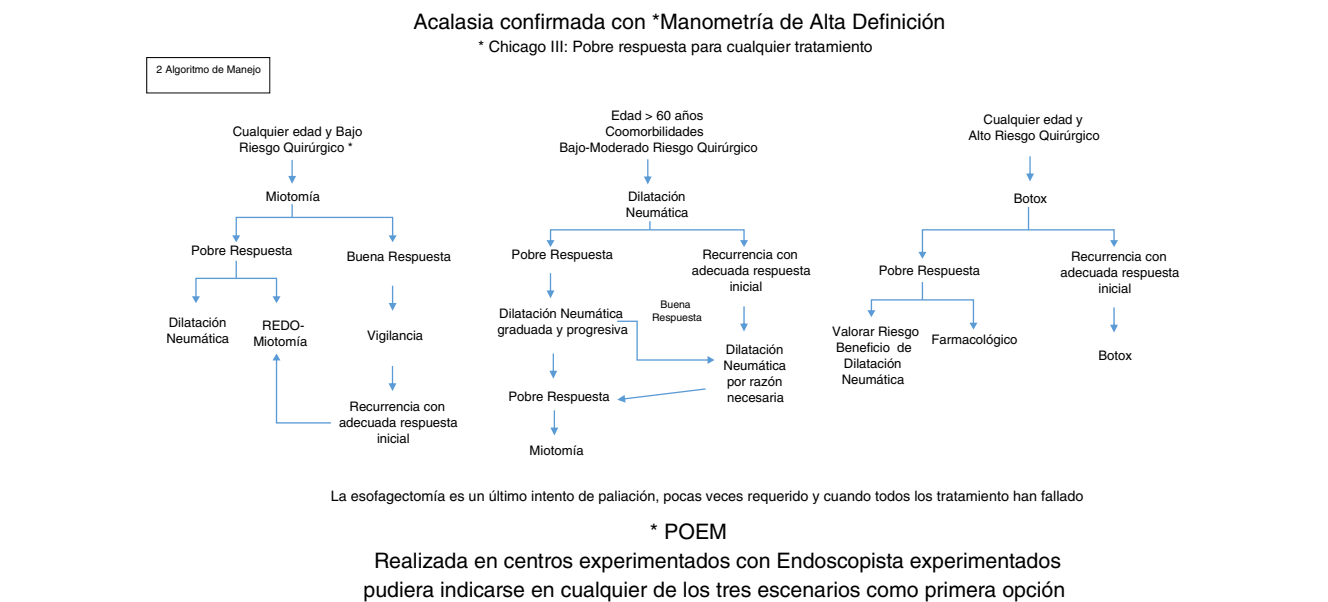 Acalasia confirmada con *Manometría de Alta Definición
* Chicago III: Pobre respuesta para cualquier tratamiento
2 Algoritmo de Manejo
Cualquier edad y Bajo
Riesgo Quirúrgico *
Miotomía
Pobre Respuesta
Buena Respuesta
Dilatación
Neumática
REDO-
Miotomía
Vigilancia
Recurrencia con
adecuada respuesta
inicial
Edad > 60 años
Coomorbilidades
Bajo-Moderado Riesgo Quirúrgico
Dilatación
Neumática
Pobre Respuesta
Recurrencia con
adecuada respuesta
inicial
Dilatación Neumática
graduada y progresiva
Buena
Respuesta
Dilatación
Neumática
por razón
necesaria
Pobre Respuesta
Miotomía
Cualquier edad y
Alto Riesgo Quirúrgico
Botox
Pobre Respuesta
Recurrencia con
adecuada respuesta
inicial
Valorar Riesgo
Beneficio de
Dilatación
Neumática
Farmacológico
Botox
La esofagectomía es un último intento de paliación, pocas veces requerido y cuando todos los tratamiento han fallado
* POEM
Realizada en centros experimentados con Endoscopista experimentados
pudiera indicarse en cualquier de los tres escenarios como primera opción